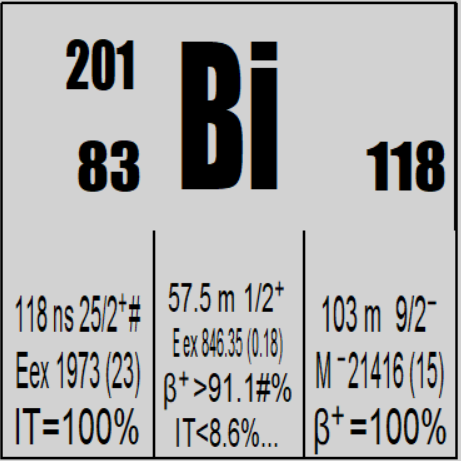 201
Bi
83
118
118 ns 25/2⁺#
Eex 1973 (23)
IT=100%
57.5 m 1/2⁺
Eex 846.35 (0.18)
β⁺>91.1#%
IT<8.6%...
103 m 9/2⁻
M ⁻21416 (15)
β⁺=100%